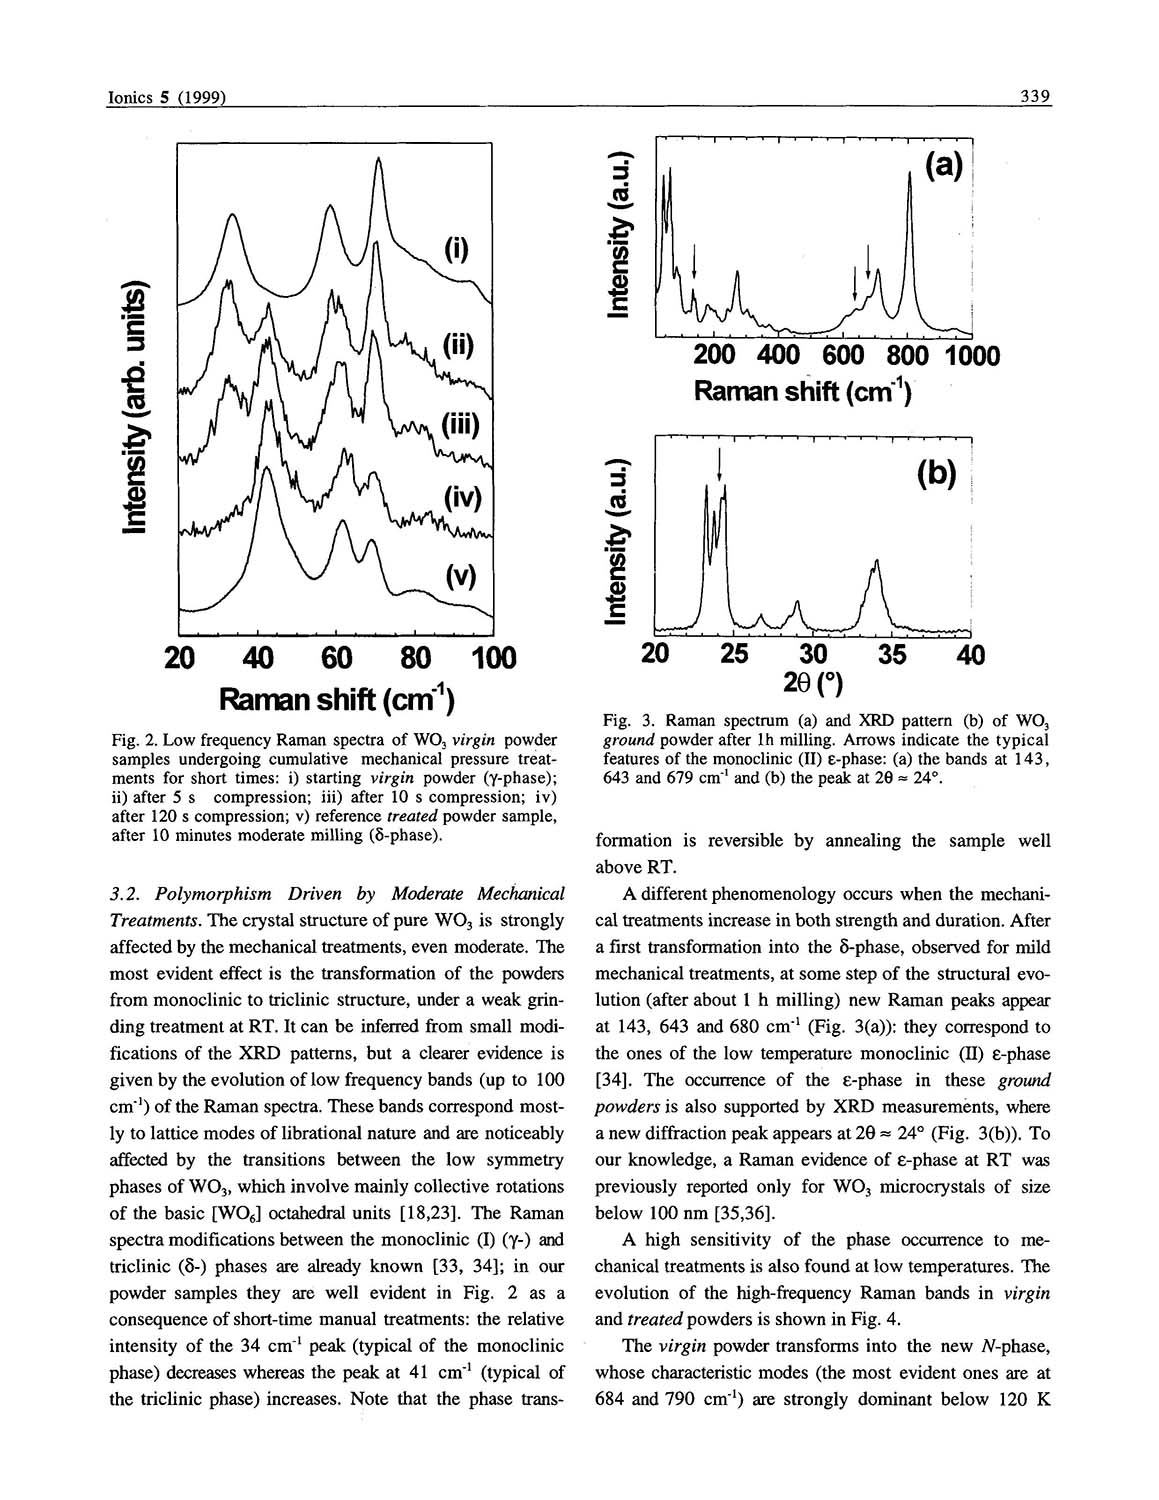 Ionics 5 (1999)
339
Intensity (arb. units)
(i)
(ii)
(iii)
(iv)
(v)
20 40 60 80 100
Raman shift (cm⁻¹)
Fig. 2. Low frequency Raman spectra of WO₃ virgin powder
samples undergoing cumulative mechanical pressure treat-
ments for short times: i) starting virgin powder (γ-phase);
ii) after 5 s compression; iii) after 10 s compression; iv)
after 120 s compression; v) reference treated powder sample,
after 10 minutes moderate milling (δ-phase).
3.2. Polymorphism Driven by Moderate Mechanical
Treatments. The crystal structure of pure WO₃ is strongly
affected by the mechanical treatments, even moderate. The
most evident effect is the transformation of the powders
from monoclinic to triclinic structure, under a weak grin-
ding treatment at RT. It can be inferred from small modi-
fications of the XRD patterns, but a clearer evidence is
given by the evolution of low frequency bands (up to 100
cm⁻¹) of the Raman spectra. These bands correspond most-
ly to lattice modes of librational nature and are noticeably
affected by the transitions between the low symmetry
phases of WO₃, which involve mainly collective rotations
of the basic [WO₆] octahedral units [18,23]. The Raman
spectra modifications between the monoclinic (I) (γ-) and
triclinic (δ-) phases are already known [33, 34]; in our
powder samples they are well evident in Fig. 2 as a
consequence of short-time manual treatments: the relative
intensity of the 34 cm⁻¹ peak (typical of the monoclinic
phase) decreases whereas the peak at 41 cm⁻¹ (typical of
the triclinic phase) increases. Note that the phase trans-
Intensity (a.u.)
(a)
200 400 600 800 1000
Raman shift (cm⁻¹)
Intensity (a.u.)
(b)
20 25 30 35 40
2θ (°)
Fig. 3. Raman spectrum (a) and XRD pattern (b) of WO₃
ground powder after 1h milling. Arrows indicate the typical
features of the monoclinic (II) ε-phase: (a) the bands at 143,
643 and 679 cm⁻¹ and (b) the peak at 2θ ≈ 24°.
formation is reversible by annealing the sample well
above RT.
A different phenomenology occurs when the mechani-
cal treatments increase in both strength and duration. After
a first transformation into the δ-phase, observed for mild
mechanical treatments, at some step of the structural evo-
lution (after about 1 h milling) new Raman peaks appear
at 143, 643 and 680 cm⁻¹ (Fig. 3(a)): they correspond to
the ones of the low temperature monoclinic (II) ε-phase
[34]. The occurrence of the ε-phase in these ground
powders is also supported by XRD measurements, where
a new diffraction peak appears at 2θ ≈ 24° (Fig. 3(b)). To
our knowledge, a Raman evidence of ε-phase at RT was
previously reported only for WO₃ microcrystals of size
below 100 nm [35,36].
A high sensitivity of the phase occurrence to me-
chanical treatments is also found at low temperatures. The
evolution of the high-frequency Raman bands in virgin
and treated powders is shown in Fig. 4.
The virgin powder transforms into the new N-phase,
whose characteristic modes (the most evident ones are at
684 and 790 cm⁻¹) are strongly dominant below 120 K